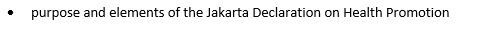 • purpose and elements of the Jakarta Declaration on Health Promotion